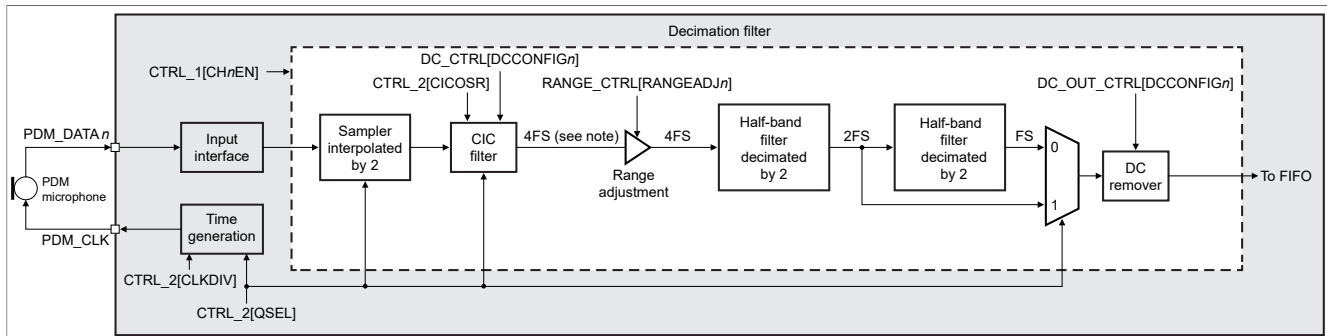 Decimation filter
DC_CTRL[DCCONFIGn]
CTRL_1[CHnEN]
CTRL_2[CICOSR]
RANGE_CTRL[RANGEADJn]
DC_OUT_CTRL[DCCONFIGn]
PDM_DATA n
Input
interface
Sampler
interpolated
by 2
CIC
filter
4FS (see note)
Range
adjustment
4FS
Half-band
filter
decimated
by 2
2FS
Half-band
filter
decimated
by 2
FS
0
1
DC
remover
To FIFO
PDM
microphone
Time
generation
PDM_CLK
CTRL_2[CLKDIV]
CTRL_2[QSEL]